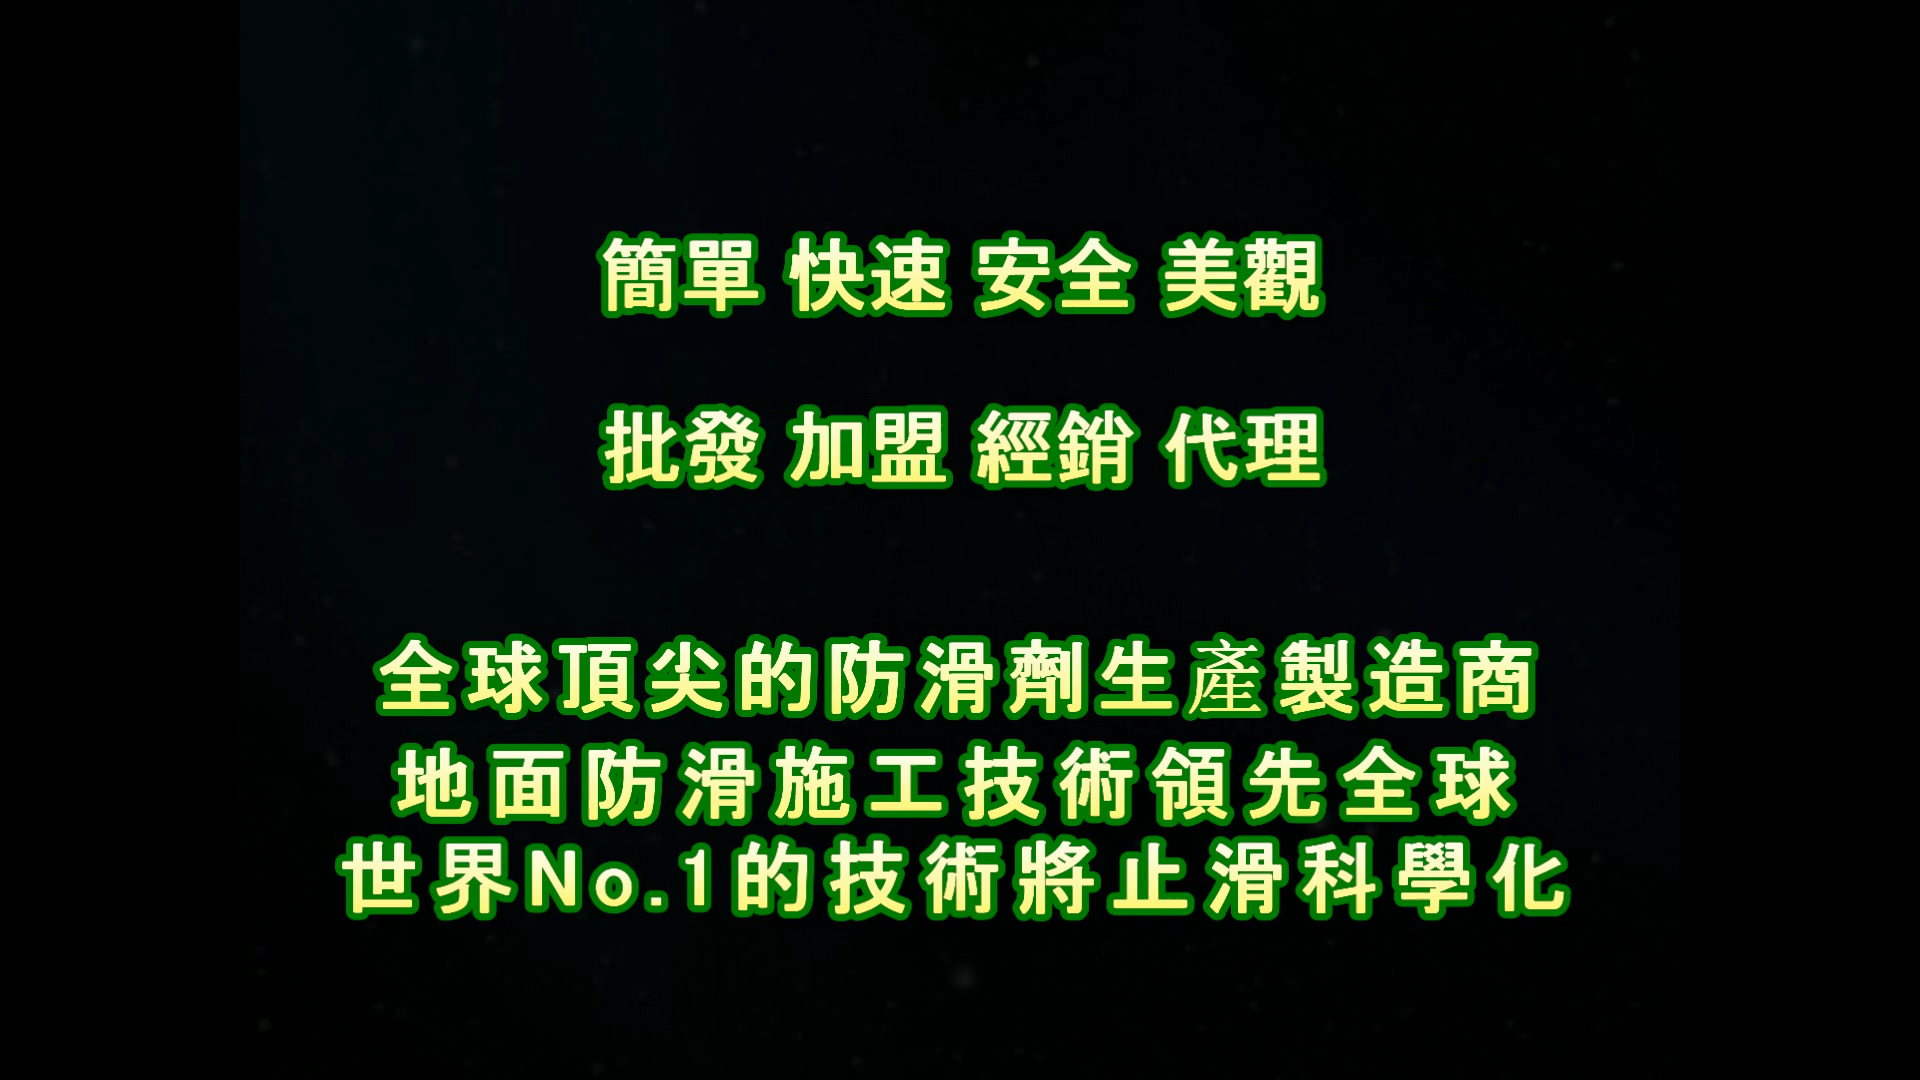 簡單 快速 安全 美觀
批發 加盟 經銷 代理
全球頂尖的防滑劑生產製造商
地面防滑施工技術領先全球
世界No.1的技術將止滑科學化